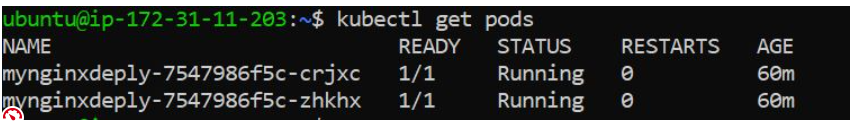 ubuntu@ip-172-31-11-203:~$ kubectl get pods
NAME READY STATUS RESTARTS AGE
mynginxdeply-7547986f5c-crjxc 1/1 Running 0 60m
mynginxdeply-7547986f5c-zhkhx 1/1 Running 0 60m